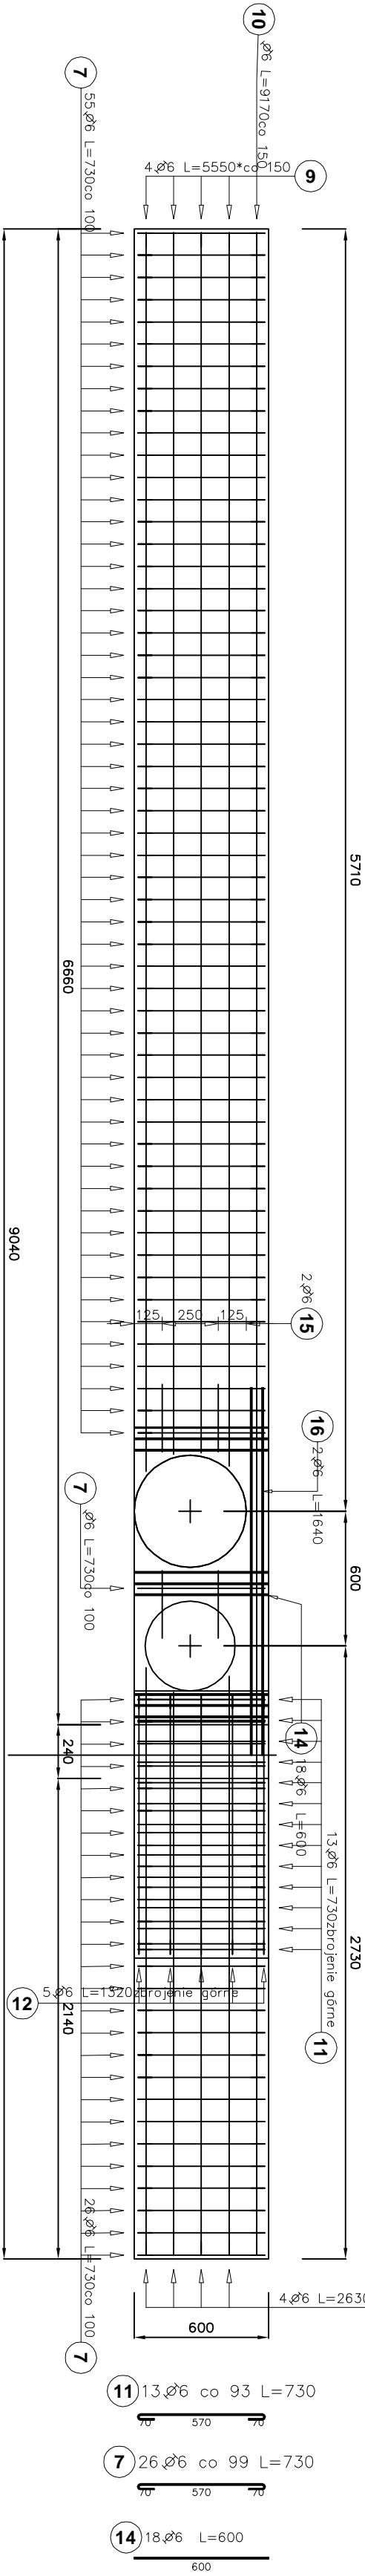 10
⌀6 L=9170co 150
7
55⌀6 L=730co 100
4⌀6 L=5550*co 150
9
5710
6660
9040
2⌀6
125
250
125
15
16
2⌀6 L=1640
7
⌀6 L=730co 100
600
14
18⌀6 L=600
240
13⌀6 L=730zbrojenie górne
11
2730
5⌀6 L=1320zbrojenie górne
12
2140
26⌀6 L=730co 100
7
4⌀6 L=2630
600
11 13⌀6 co 93 L=730
70 570 70
7 26⌀6 co 99 L=730
70 570 70
14 18⌀6 L=600
600